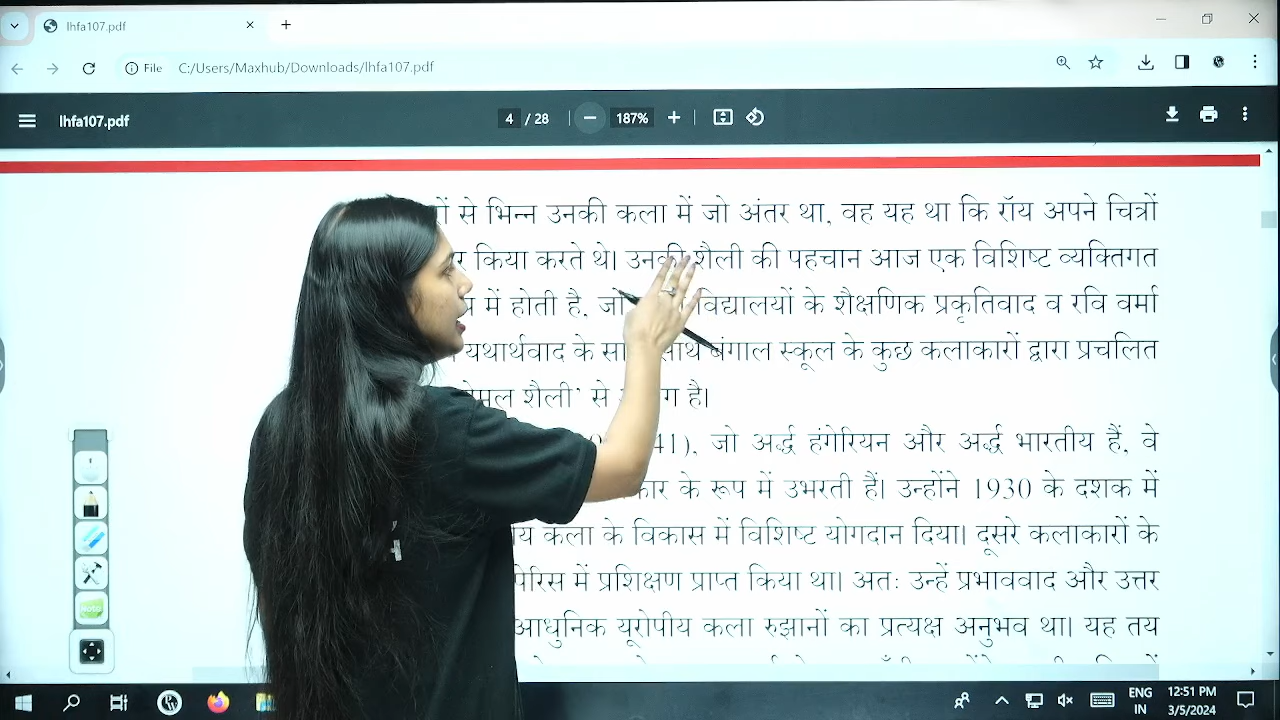 lhfa107.pdf
File C:/Users/Maxhub/Downloads/lhfa107.pdf
lhfa107.pdf 4 / 28 187%
से भिन्न उनकी कला में जो अंतर था, वह यह था कि रॉय अपने चित्रों
किया करते थे। उनकी शैली की पहचान आज एक विशिष्ट व्यक्तिगत
में होती है, जो विद्यालयों के शैक्षणिक प्रकृतिवाद व रवि वर्मा
यथार्थवाद के साथ बंगाल स्कूल के कुछ कलाकारों द्वारा प्रचलित
शैली' से है।
41), जो अर्द्ध हंगेरियन और अर्द्ध भारतीय हैं, वे
के रूप में उभरती हैं। उन्होंने 1930 के दशक में
कला के विकास में विशिष्ट योगदान दिया। दूसरे कलाकारों के
पेरिस में प्रशिक्षण प्राप्त किया था। अतः उन्हें प्रभाववाद और उत्तर
आधुनिक यूरोपीय कला रुझानों का प्रत्यक्ष अनुभव था। यह तय
Note
ENG
IN
12:51 PM
3/5/2024